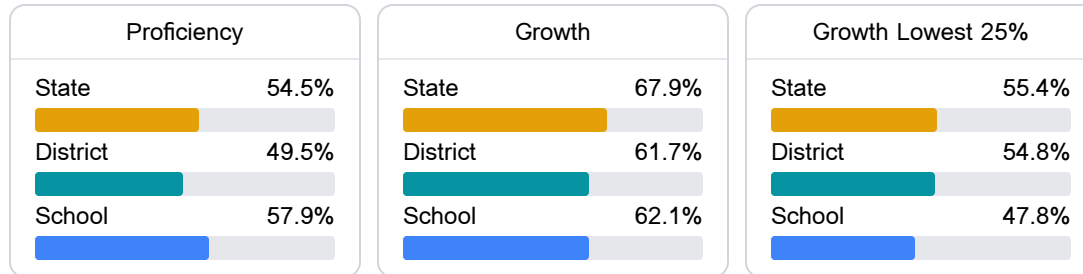 Proficiency
State 54.5%
District 49.5%
School 57.9%
Growth
State 67.9%
District 61.7%
School 62.1%
Growth Lowest 25%
State 55.4%
District 54.8%
School 47.8%